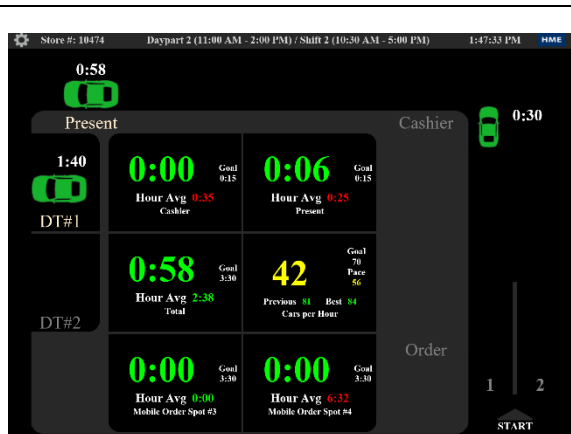 Store #: 10474 Daypart 2 (11:00 AM - 2:00 PM) / Shift 2 (10:30 AM - 5:00 PM) 1:47:33 PM HME
0:58
0:30
Present Cashier
1:40
DT#1
DT#2
0:00 Goal 0:15
Hour Avg 0:35
Cashier
0:06 Goal 0:15
Hour Avg 0:25
Present
0:58 Goal 3:30
Hour Avg 2:38
Total
42 Goal 70 Pace 56
Previous 81 Best 84
Cars per Hour
0:00 Goal 3:30
Hour Avg 0:00
Mobile Order Spot #3
0:00 Goal 3:30
Hour Avg 6:32
Mobile Order Spot #4
Order
1 2
START